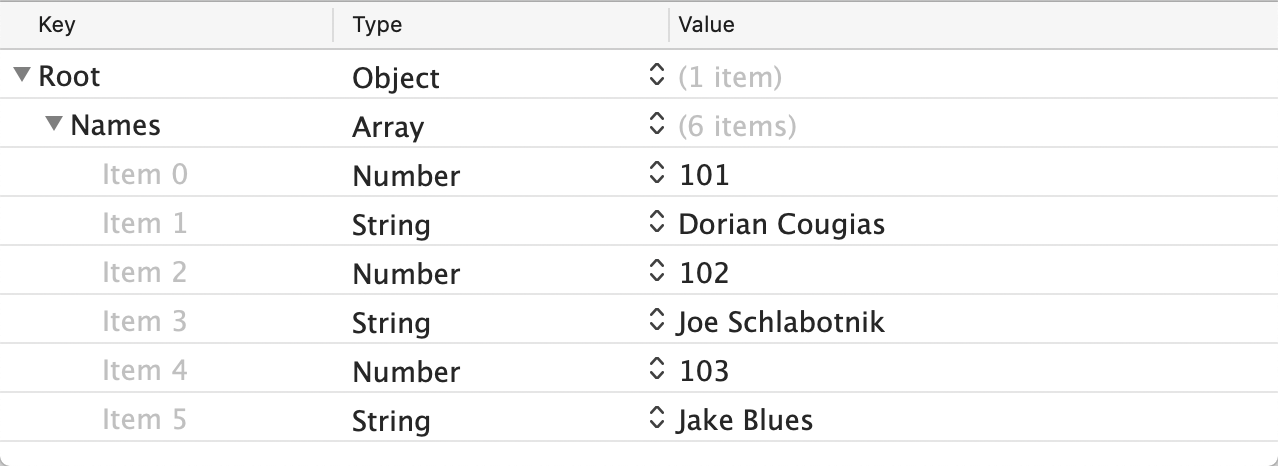 Key Type Value
Root Object (1 item)
Names Array (6 items)
Item 0 Number 101
Item 1 String Dorian Cougias
Item 2 Number 102
Item 3 String Joe Schlabotnik
Item 4 Number 103
Item 5 String Jake Blues